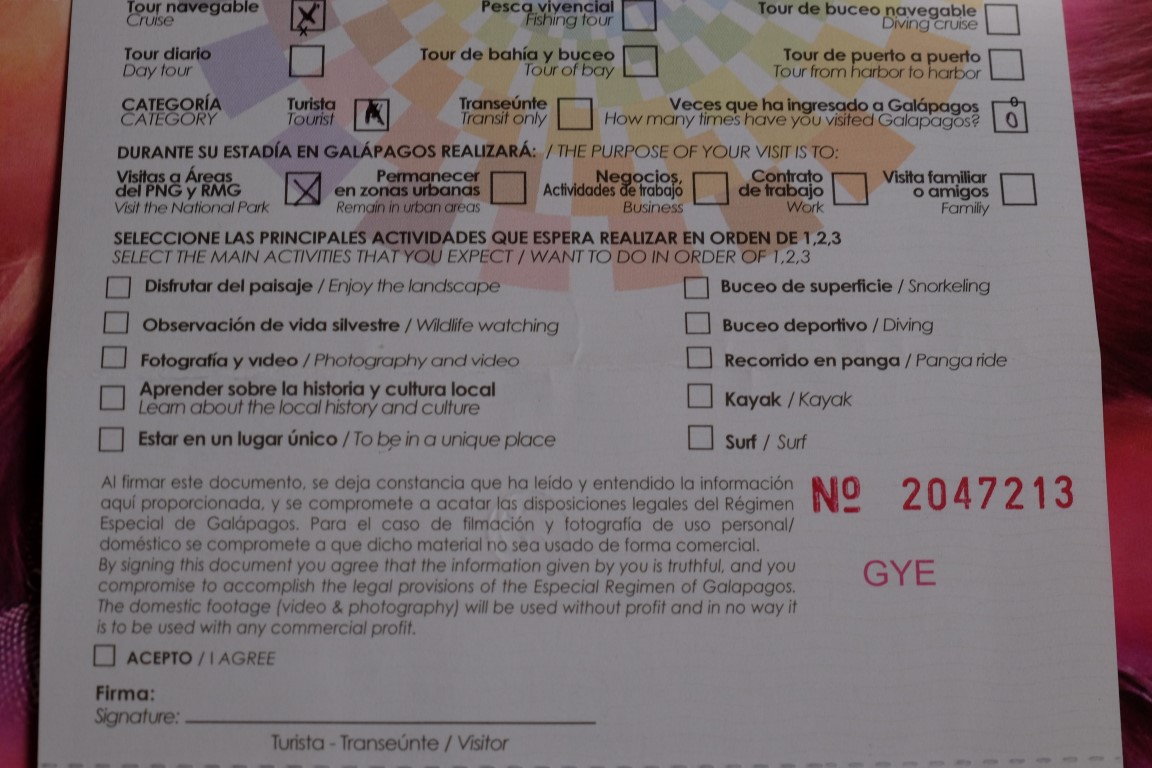 Tour navegable Pesca vivencial Tour de buceo navegable
Cruise X Fishing tour Diving cruise
Tour diario Tour de bahía y buceo Tour de puerto a puerto
Day tour Tour of bay Tour from harbor to harbor
CATEGORÍA Turista Transeúnte Veces que ha ingresado a Galápagos
CATEGORY Tourist X Transit only How many times have you visited Galapagos? 0
DURANTE SU ESTADÍA EN GALÁPAGOS REALIZARÁ: / THE PURPOSE OF YOUR VISIT IS TO:
Visitas a Áreas Permanecer Negocios, Contrato Visita familiar
del PNG y RMG X en zonas urbanas Actividades de trabajo de trabajo o amigos
Visit the National Park Remain in urban areas Business Work Familiy
SELECCIONE LAS PRINCIPALES ACTIVIDADES QUE ESPERA REALIZAR EN ORDEN DE 1,2,3
SELECT THE MAIN ACTIVITIES THAT YOU EXPECT / WANT TO DO IN ORDER OF 1,2,3
Disfrutar del paisaje / Enjoy the landscape Buceo de superficie / Snorkeling
Observación de vida silvestre / Wildlife watching Buceo deportivo / Diving
Fotografía y video / Photography and video Recorrido en panga / Panga ride
Aprender sobre la historia y cultura local
Learn about the local history and culture Kayak / Kayak
Estar en un lugar único / To be in a unique place Surf / Surf
Al firmar este documento, se deja constancia que ha leído y entendido la información
aquí proporcionada, y se compromete a acatar las disposiciones legales del Régimen
Especial de Galápagos. Para el caso de filmación y fotografía de uso personal/
doméstico se compromete a que dicho material no sea usado de forma comercial.
By signing this document you agree that the information given by you is truthful, and you
compromise to accomplish the legal provisions of the Especial Regimen of Galapagos.
The domestic footage (video & photography) will be used without profit and in no way it
is to be used with any commercial profit.
Nº 2047213
GYE
ACEPTO / I AGREE
Firma:
Signature:
Turista - Transeúnte / Visitor